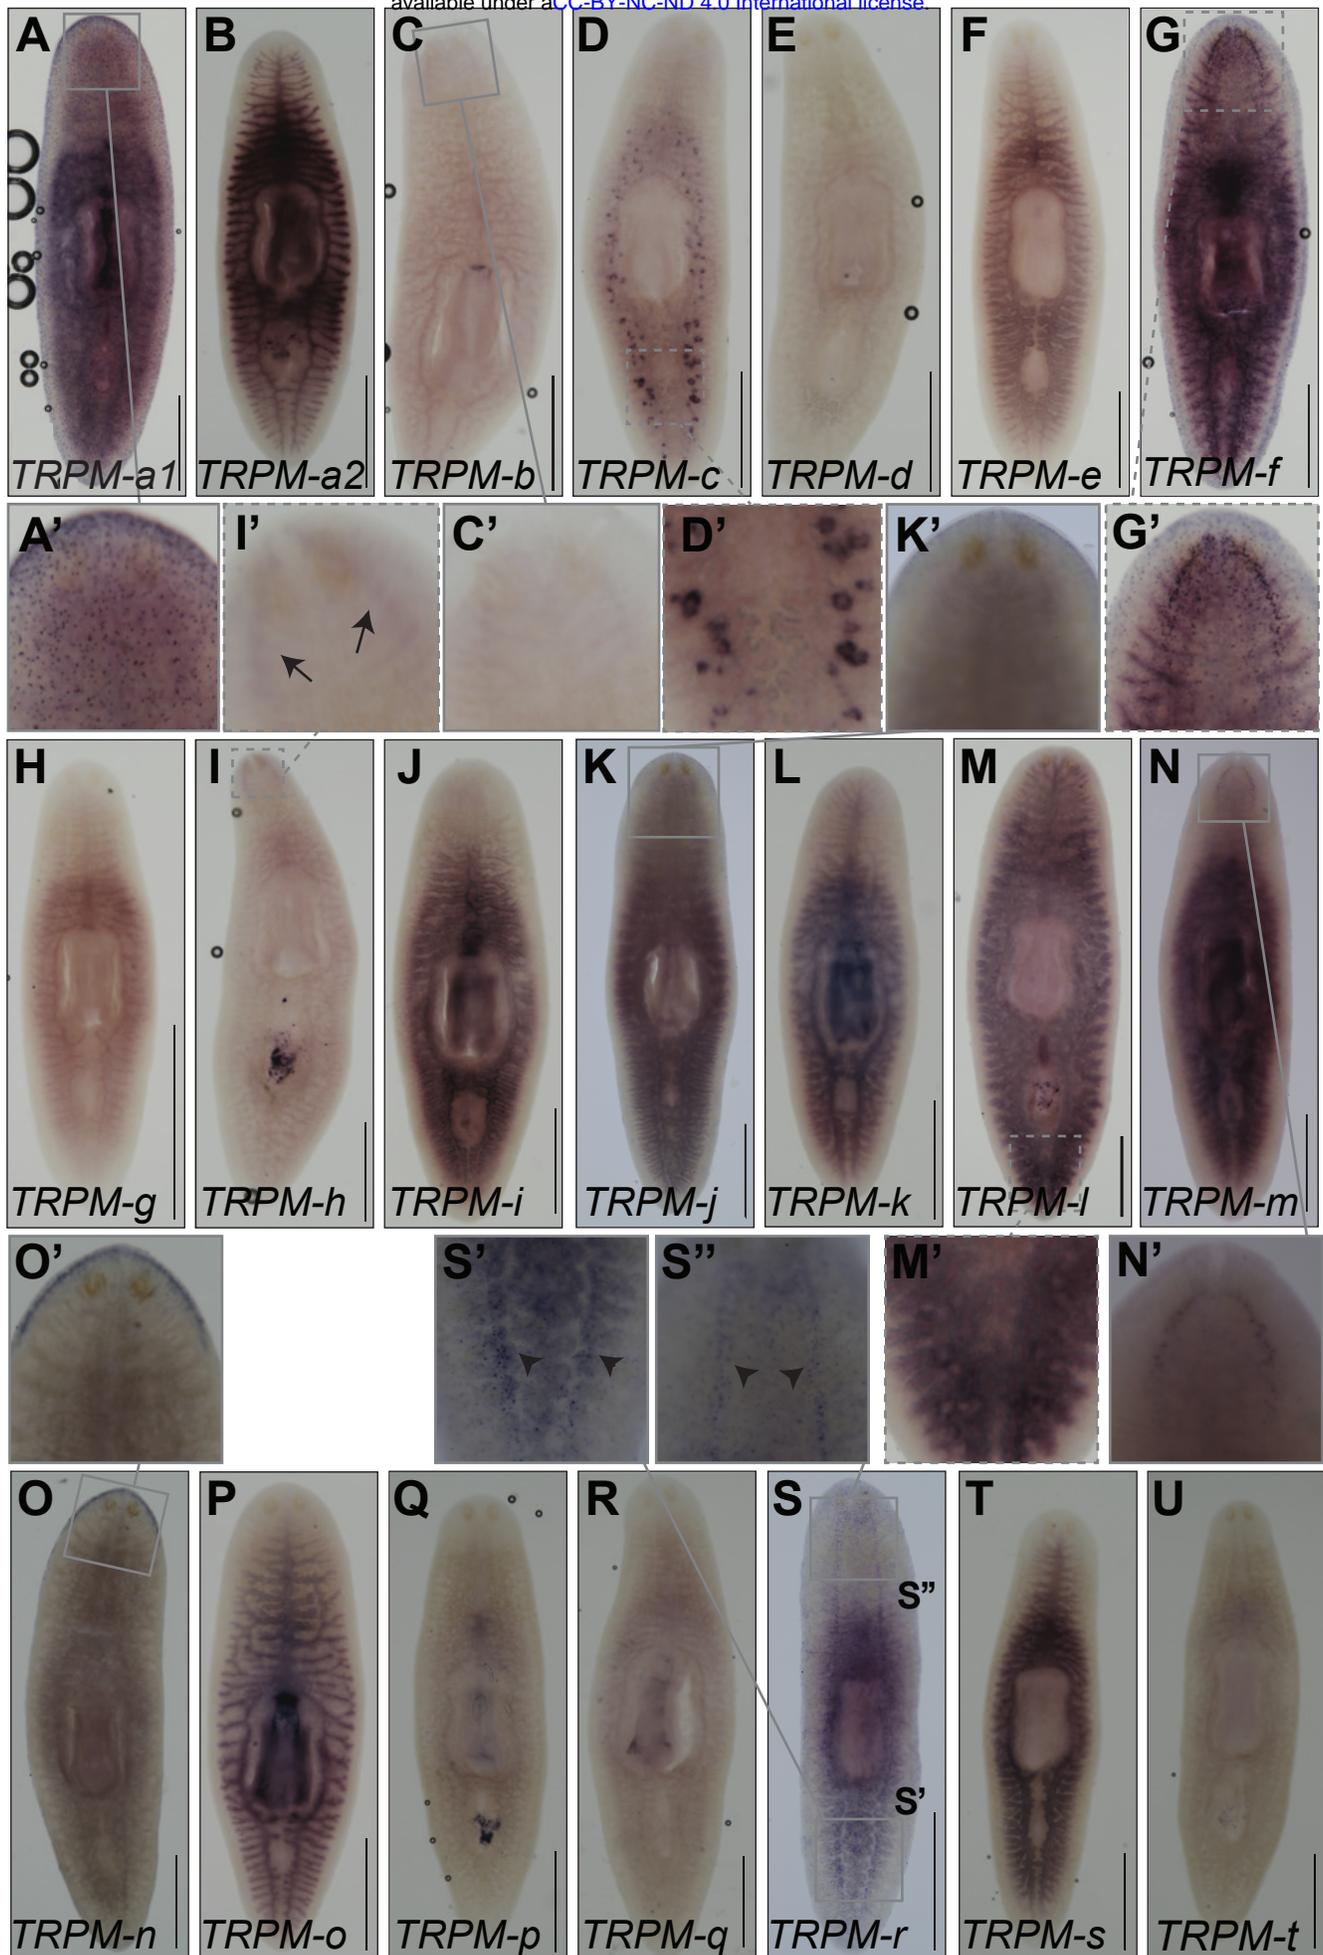 available under aCC-BY-NC-ND 4.0 International license.
A B C D E F G
TRPM-a1 TRPM-a2 TRPM-b TRPM-c TRPM-d TRPM-e TRPM-f
A’ I’ C’ D’ K’ G’
H I J K L M N
TRPM-g TRPM-h TRPM-i TRPM-j TRPM-k TRPM-l TRPM-m
O’ S’ S’’ M’ N’
O P Q R S T U
S’’
S’
TRPM-n TRPM-o TRPM-p TRPM-q TRPM-r TRPM-s TRPM-t